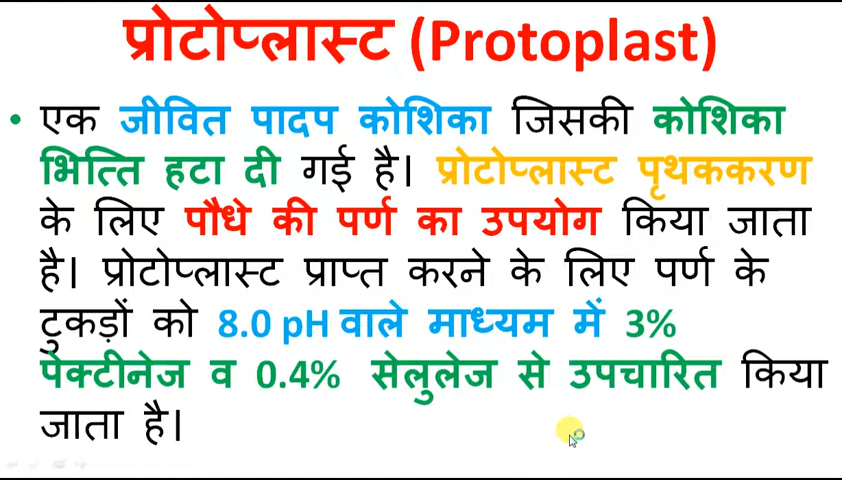 प्रोटोप्लास्ट (Protoplast)
• एक जीवित पादप कोशिका जिसकी कोशिका
भित्ति हटा दी गई है। प्रोटोप्लास्ट पृथककरण
के लिए पौधे की पर्ण का उपयोग किया जाता
है। प्रोटोप्लास्ट प्राप्त करने के लिए पर्ण के
टुकड़ों को 8.0 pH वाले माध्यम में 3%
पेक्टीनेज व 0.4% सेलुलेज से उपचारित किया
जाता है।